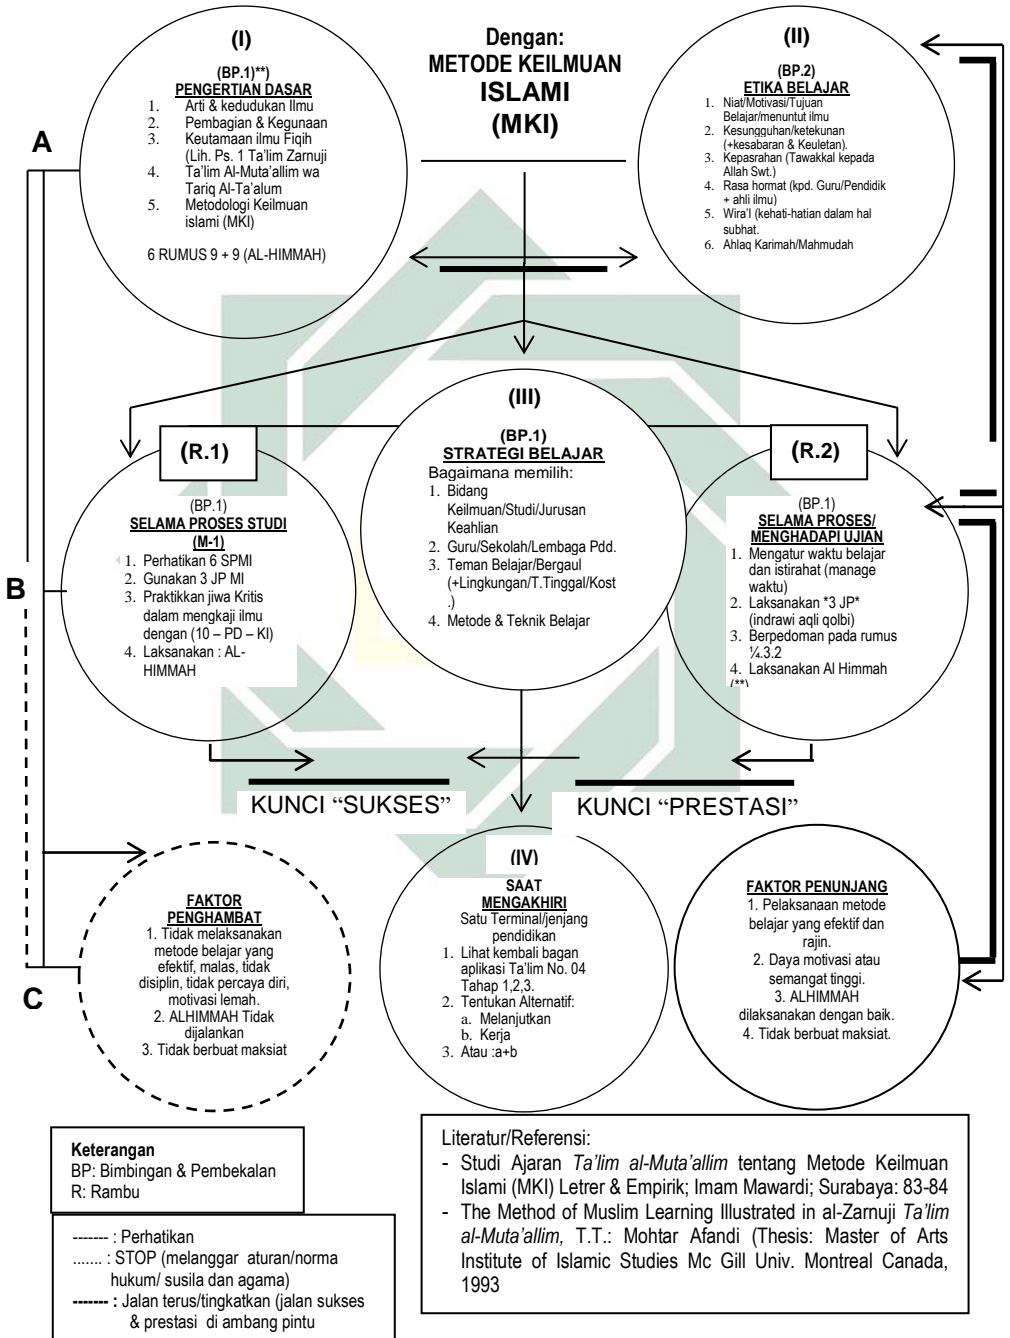 (I)
(BP.1)**)
PENGERTIAN DASAR
1. Arti & kedudukan Ilmu
2. Pembagian & Kegunaan
3. Keutamaan ilmu Fiqih
(Lih. Ps. 1 Ta'lim Zarnuji
4. Ta'lim Al-Muta'allim wa
Tariq Al-Ta'alum
5. Metodologi Keilmuan
islami (MKI)
6 RUMUS 9 + 9 (AL-HIMMAH)
Dengan:
METODE KEILMUAN
ISLAMI
(MKI)
(II)
(BP.2)
ETIKA BELAJAR
1. Niat/Motivasi/Tujuan
Belajar/menuntut ilmu
2. Kesungguhan/ketekunan
(+kesabaran & Keuletan).
3. Kepasrahan (Tawakkal kepada
Allah Swt.)
4. Rasa hormat (kpd. Guru/Pendidik
+ ahli ilmu)
5. Wira'I (kehati-hatian dalam hal
subhat.
6. Ahlaq Karimah/Mahmudah
A
(III)
(BP.1)
STRATEGI BELAJAR
Bagaimana memilih:
1. Bidang
Keilmuan/Studi/Jurusan
Keahlian
2. Guru/Sekolah/Lembaga Pdd.
3. Teman Belajar/Bergaul
(+Lingkungan/T.Tinggal/Kost
.)
4. Metode & Teknik Belajar
(R.1)
(BP.1)
SELAMA PROSES STUDI
(M-1)
1. Perhatikan 6 SPMI
2. Gunakan 3 JP MI
3. Praktikkan jiwa Kritis
dalam mengkaji ilmu
dengan (10 – PD – KI)
4. Laksanakan : AL-
HIMMAH
(R.2)
(BP.1)
SELAMA PROSES/
MENGHADAPI UJIAN
1. Mengatur waktu belajar
dan istirahat (manage
waktu)
2. Laksanakan *3 JP*
(indrawi aqli qolbi)
3. Berpedoman pada rumus
¼.3.2
4. Laksanakan Al Himmah
(**)
B
KUNCI “SUKSES”
KUNCI “PRESTASI”
C
FAKTOR
PENGHAMBAT
1. Tidak melaksanakan
metode belajar yang
efektif, malas, tidak
disiplin, tidak percaya diri,
motivasi lemah.
2. ALHIMMAH Tidak
dijalankan
3. Tidak berbuat maksiat
(IV)
SAAT
MENGAKHIRI
Satu Terminal/jenjang
pendidikan
1. Lihat kembali bagan
aplikasi Ta'lim No. 04
Tahap 1,2,3.
2. Tentukan Alternatif:
a. Melanjutkan
b. Kerja
3. Atau :a+b
FAKTOR PENUNJANG
1. Pelaksanaan metode
belajar yang efektif dan
rajin.
2. Daya motivasi atau
semangat tinggi.
3. ALHIMMAH
dilaksanakan dengan baik.
4. Tidak berbuat maksiat.
Keterangan
BP: Bimbingan & Pembekalan
R: Rambu
------- : Perhatikan
....... : STOP (melanggar aturan/norma
hukum/ susila dan agama)
------- : Jalan terus/tingkatkan (jalan sukses
& prestasi di ambang pintu
Literatur/Referensi:
- Studi Ajaran Ta'lim al-Muta'allim tentang Metode Keilmuan
Islami (MKI) Letrer & Empirik; Imam Mawardi; Surabaya: 83-84
- The Method of Muslim Learning Illustrated in al-Zarnuji Ta'lim
al-Muta'allim, T.T.: Mohtar Afandi (Thesis: Master of Arts
Institute of Islamic Studies Mc Gill Univ. Montreal Canada,
1993